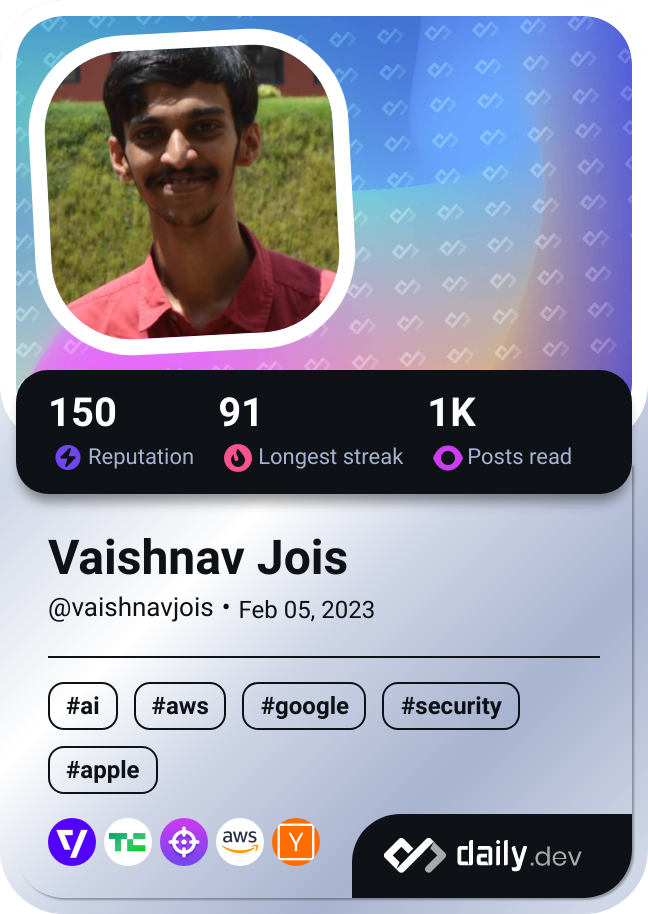 150 91 1K
Reputation Longest streak Posts read
Vaishnav Jois
@vaishnavjois • Feb 05, 2023
#ai #aws #google #security
#apple
TC aws Y daily.dev